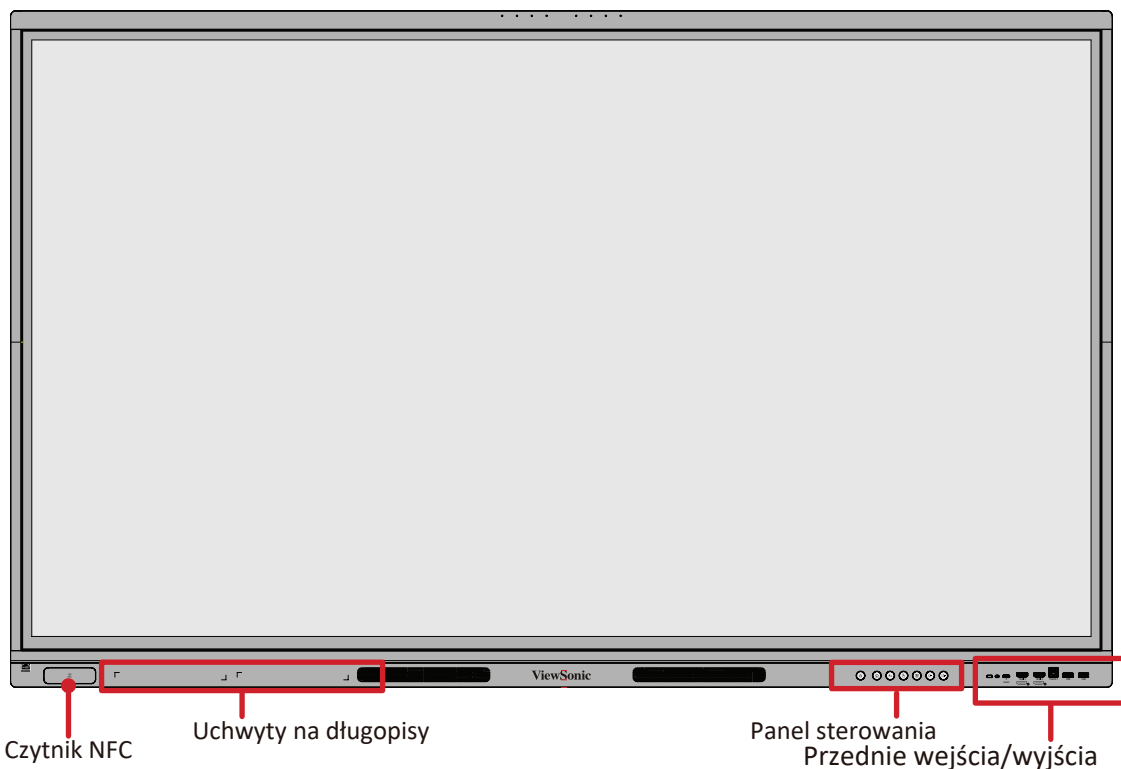 ViewSonic
Uchwyty na długopisy
Panel sterowania
Czytnik NFC
Przednie wejścia/wyjścia